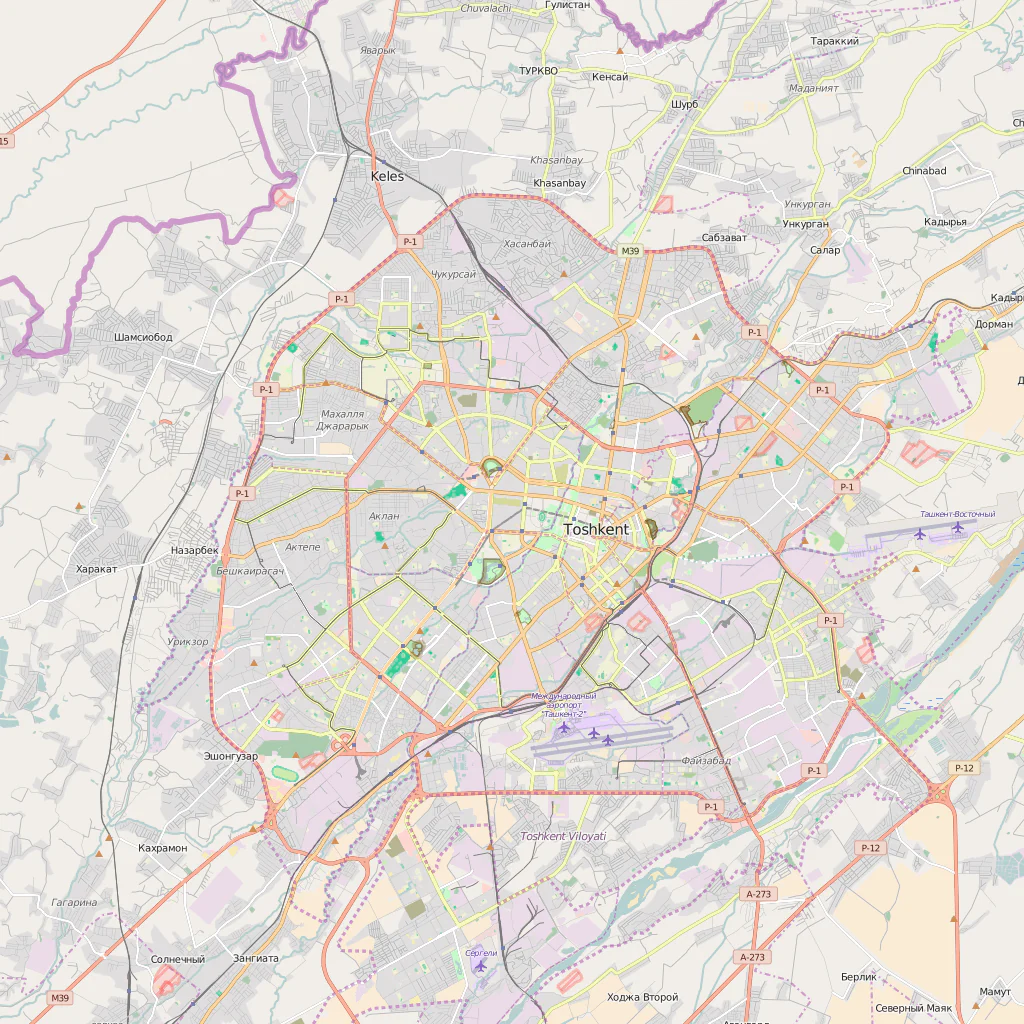 Chuvalachi
Гулистан
Яварык
Тараккий
ТУРКВО
Кенсай
Маданият
Шурб
15
Khasanbay
Keles
Khasanbay
Chinabad
Ункурган
Ункурган
Кадырья
P-1
Хасанбай
M39
Сабзават
Салар
Чукурсай
P-1
Дорман
Шамсиобод
P-1
P-1
P-1
Махалля
Джарарык
P-1
P-1
Аклан
Toshkent
Ташкент-Восточный
Назарбек
Актепе
Харакат
Бешкаирагач
P-1
Урикзор
Международный
аэропорт
"Ташкент-2"
Эшонгузар
Файзабад
P-1
P-12
P-1
Toshkent Viloyati
Кахрамон
P-12
A-273
Гагарина
Солнечный
Зангиата
Сергели
A-273
Берлик
M39
Ходжа Второй
Мамут
Северный Маяк